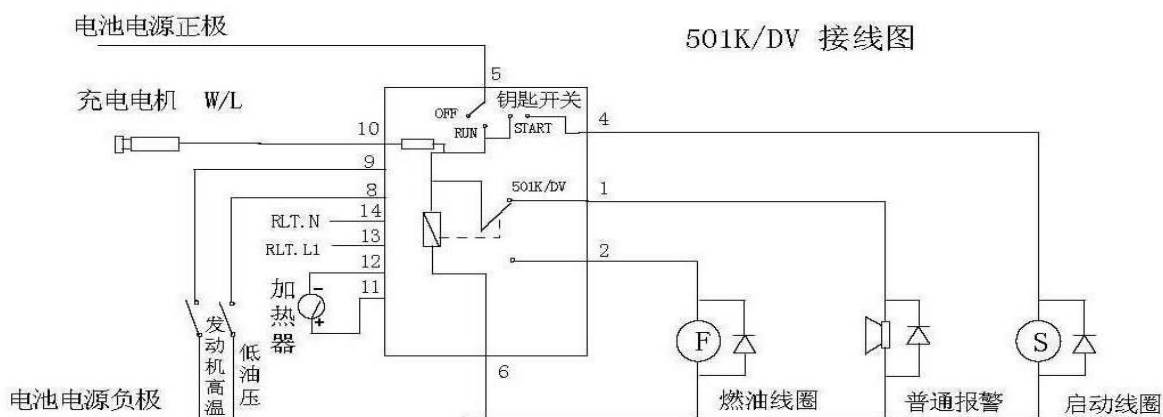 电池电源正极
501K/DV 接线图
5
充电电机 W/L
OFF
钥匙开关
10
RUN
START
4
9
8
501K/DV
1
RLT.N
14
RLT.L1
13
2
12
加热器
－
11
+
发动机高温
低油压
F
S
6
电池电源负极
燃油线圈
普通报警
启动线圈